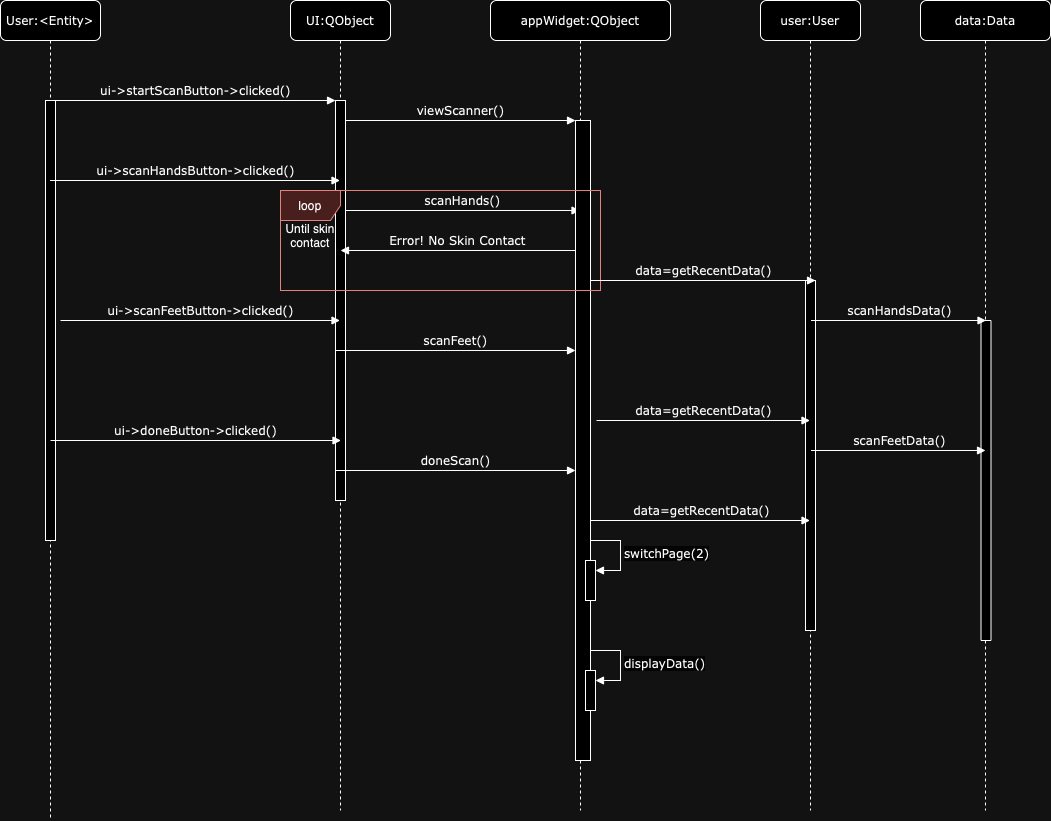 User:<Entity>
UI:QObject
appWidget:QObject
user:User
data:Data
ui->startScanButton->clicked()
viewScanner()
ui->scanHandsButton->clicked()
loop
scanHands()
Until skin
contact
Error! No Skin Contact
data=getRecentData()
ui->scanFeetButton->clicked()
scanHandsData()
scanFeet()
data=getRecentData()
ui->doneButton->clicked()
scanFeetData()
doneScan()
data=getRecentData()
switchPage(2)
displayData()